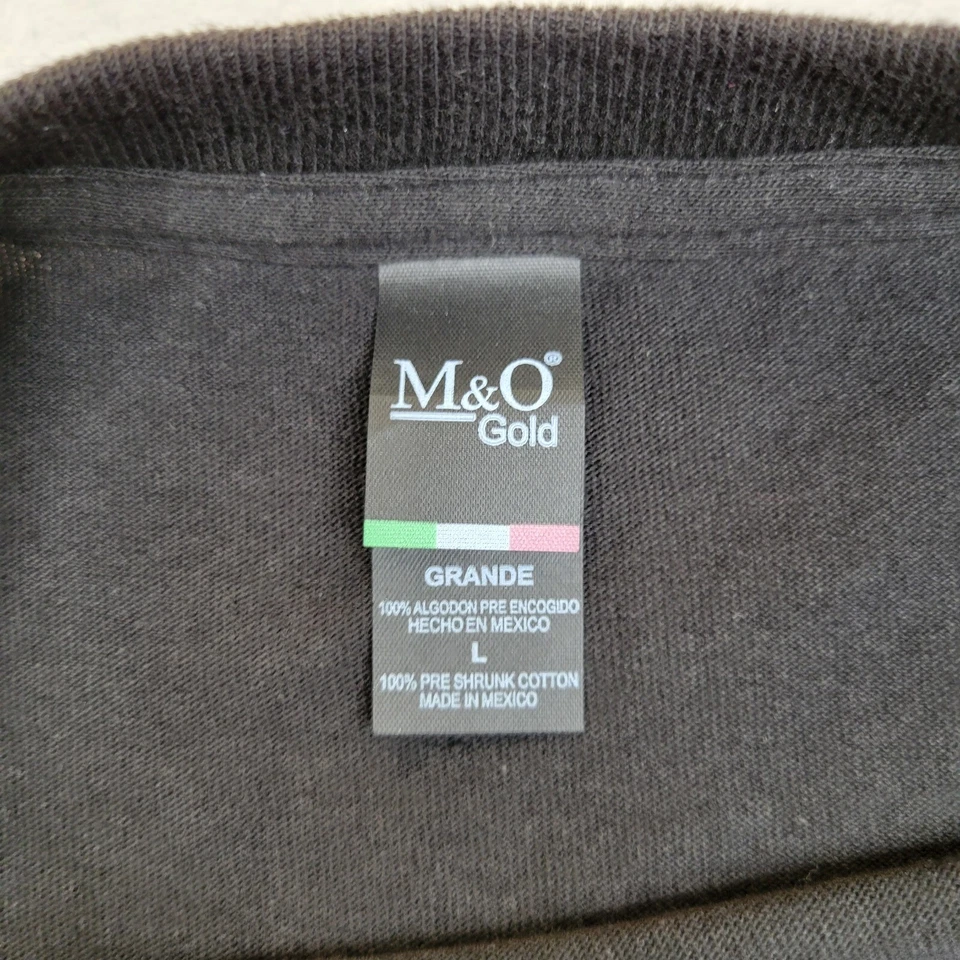 M&O®
Gold
GRANDE
100% ALGODON PRE ENCOGIDO
HECHO EN MEXICO
L
100% PRE SHRUNK COTTON
MADE IN MEXICO